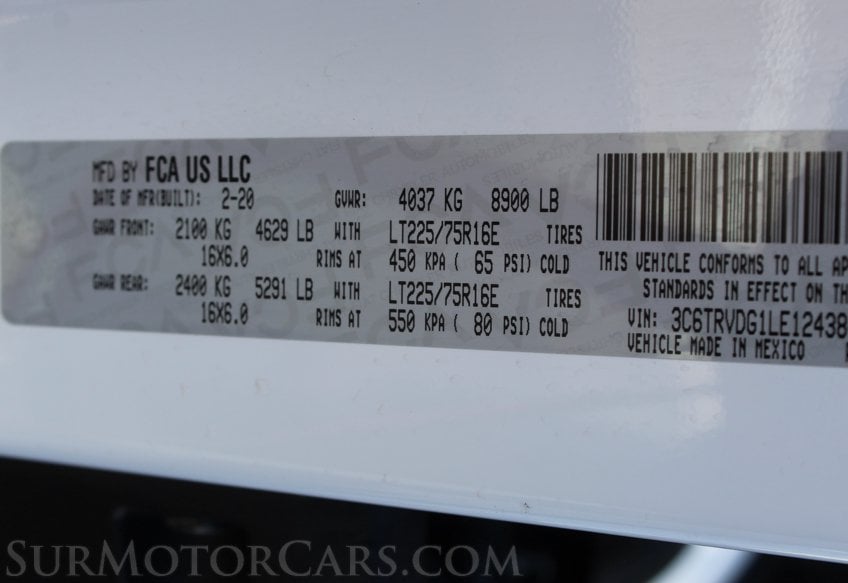 MFD BY FCA US LLC
DATE OF MFR(BUILT): 2-20 GVWR: 4037 KG 8900 LB
GAWR FRONT: 2100 KG 4629 LB WITH LT225/75R16E TIRES
16X6.0 RIMS AT 450 KPA ( 65 PSI) COLD
GAWR REAR: 2400 KG 5291 LB WITH LT225/75R16E TIRES
16X6.0 RIMS AT 550 KPA ( 80 PSI) COLD
THIS VEHICLE CONFORMS TO ALL AP
STANDARDS IN EFFECT ON TH
VIN: 3C6TRVDG1LE12438
VEHICLE MADE IN MEXICO
SURMOTORCARS.COM